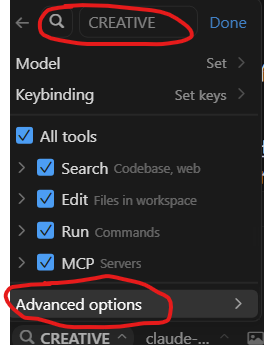 CREATIVE Done
Model Set
Keybinding Set keys
All tools
Search Codebase, web
Edit Files in workspace
Run Commands
MCP Servers
Advanced options
CREATIVE claude-...